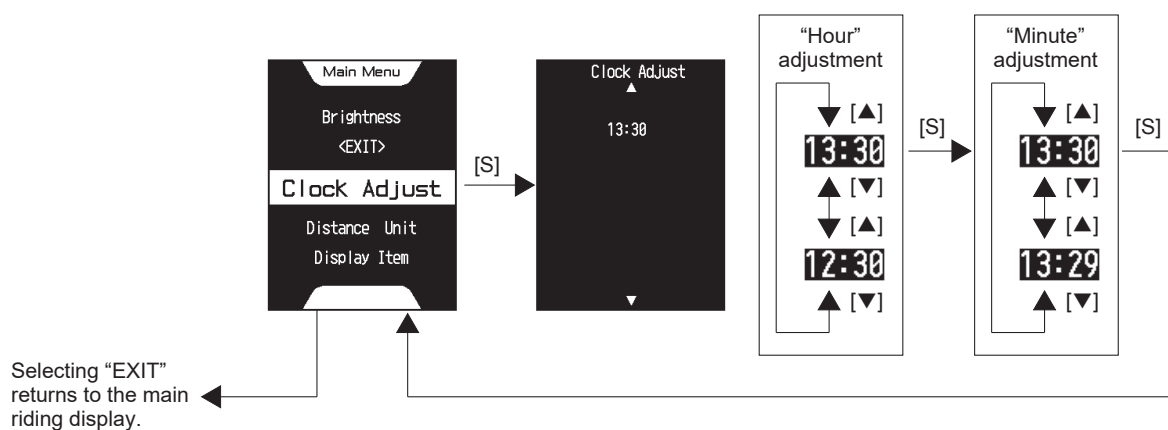 Main Menu
Brightness
<EXIT>
Clock Adjust
Distance Unit
Display Item
[S]
Clock Adjust
▲
13:30
▼
“Hour”
adjustment
[▲]
13:30
[▼]
[▲]
12:30
[▼]
[S]
“Minute”
adjustment
[▲]
13:30
[▼]
[▲]
13:29
[▼]
[S]
Selecting “EXIT”
returns to the main
riding display.